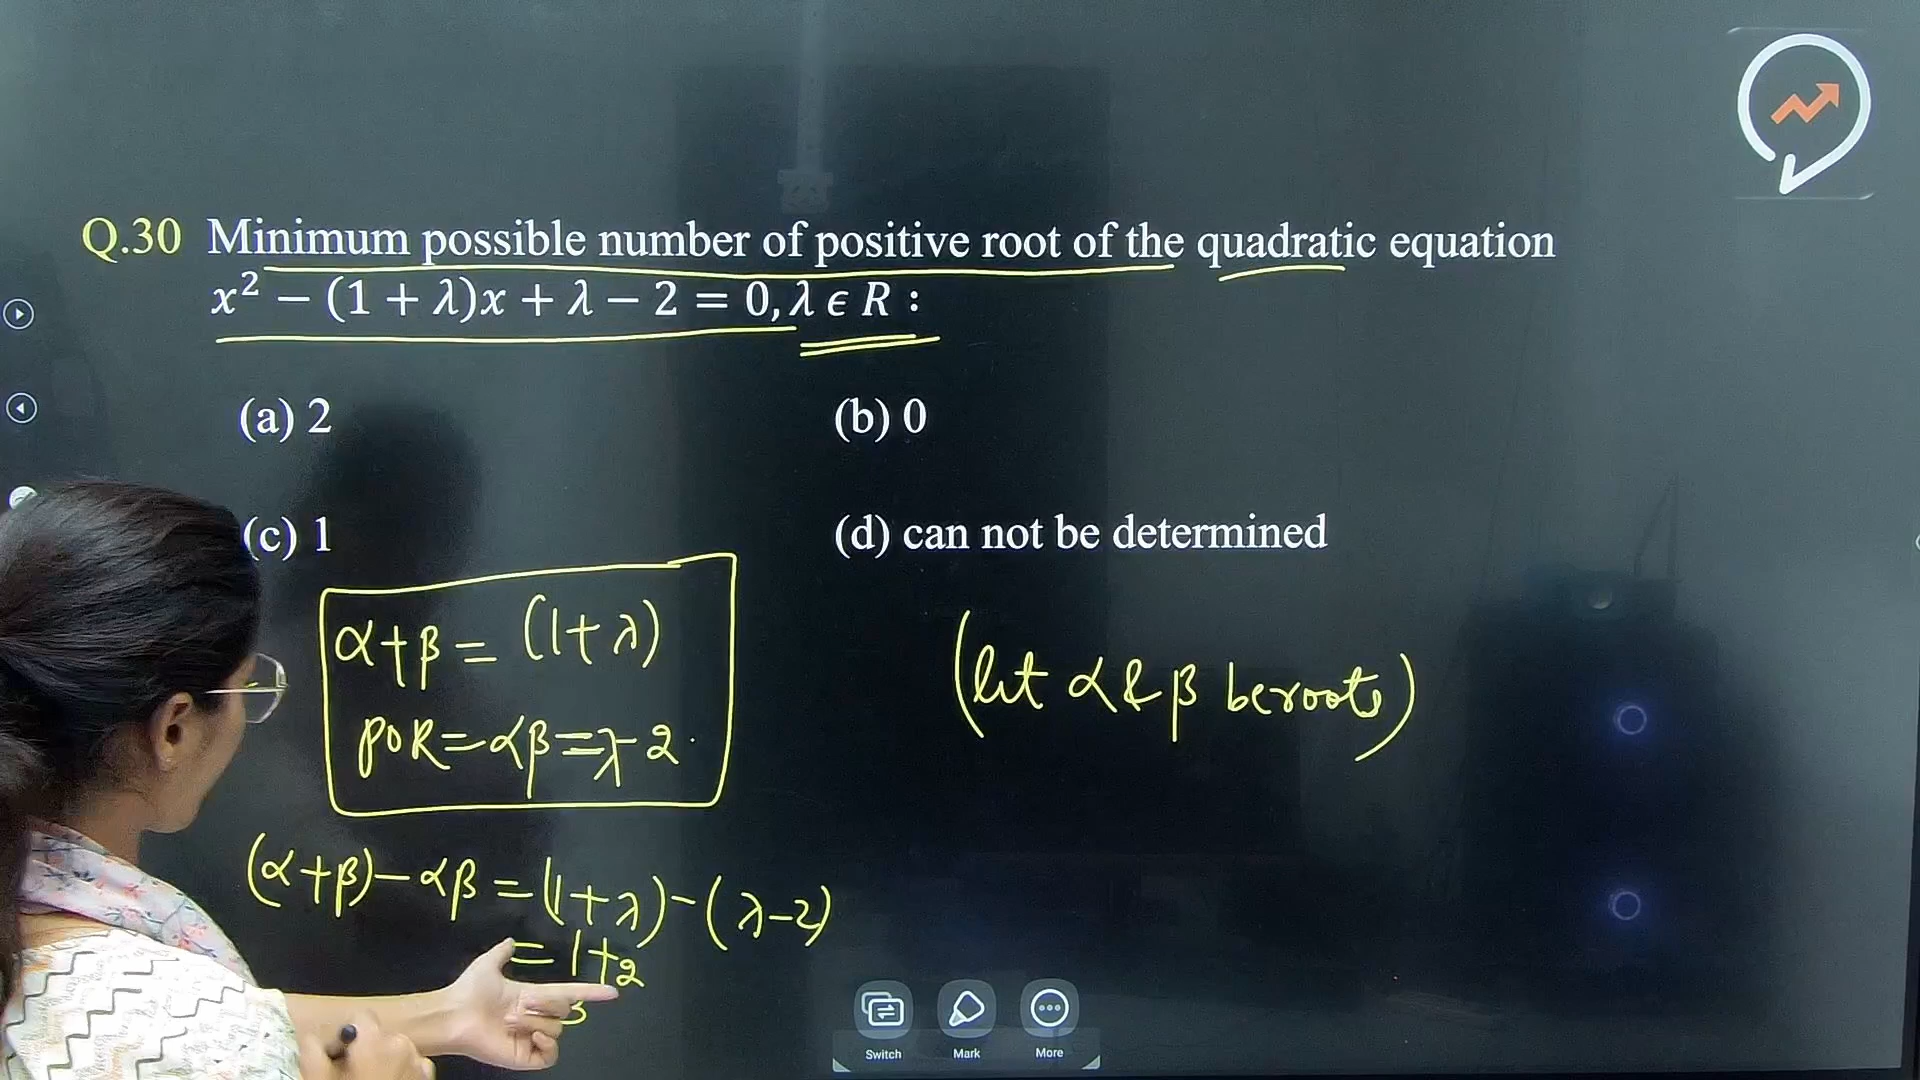 Q.30 Minimum possible number of positive root of the quadratic equation
x² − (1 + λ)x + λ − 2 = 0, λ ϵ R :
(a) 2
(b) 0
(c) 1
(d) can not be determined
α+β = (1+λ)
POR = αβ = λ-2.
(let α & β be roots)
(α+β) - αβ = (1+λ) - (λ-2)
= 1+2
3
Switch Mark More